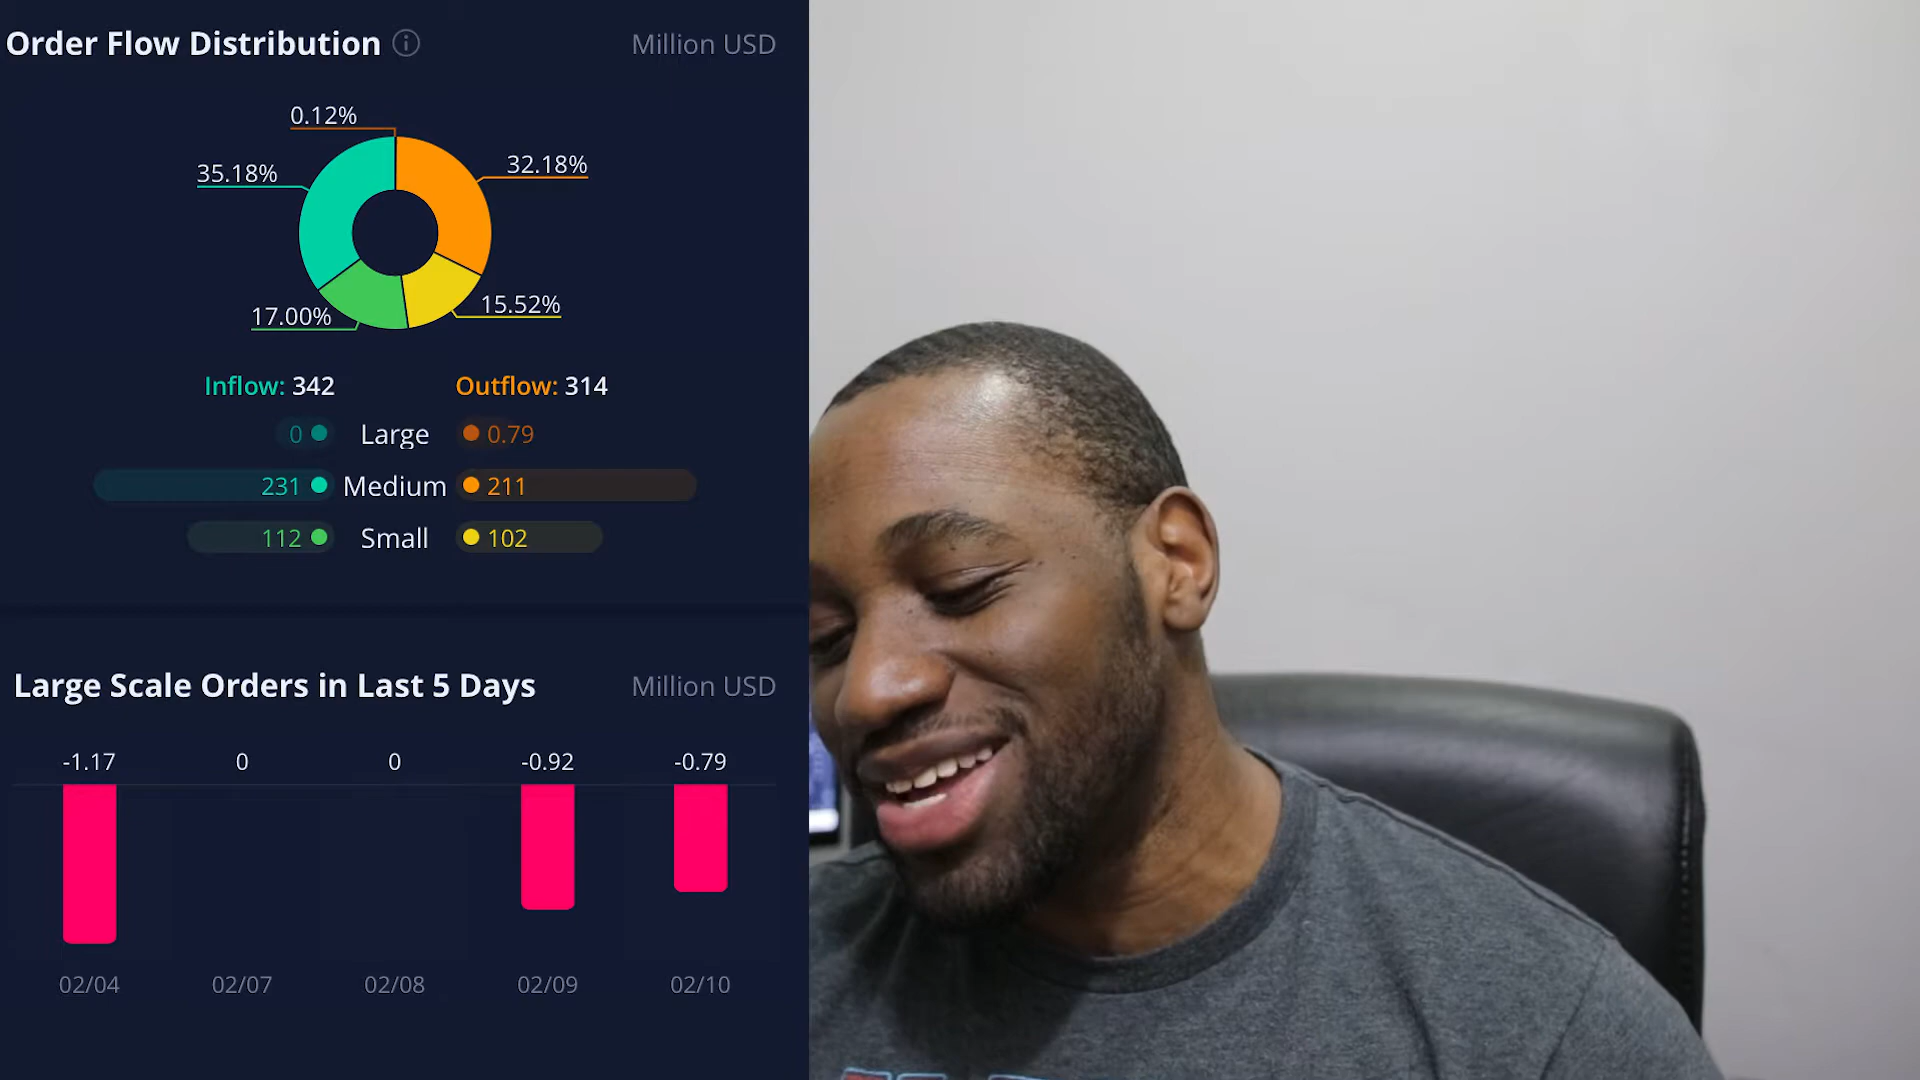 Order Flow Distribution
Million USD
0.12%
35.18%
32.18%
17.00%
15.52%
Inflow: 342
Outflow: 314
0 Large 0.79
231 Medium 211
112 Small 102
Large Scale Orders in Last 5 Days
Million USD
-1.17 0 0 -0.92 -0.79
02/04 02/07 02/08 02/09 02/10